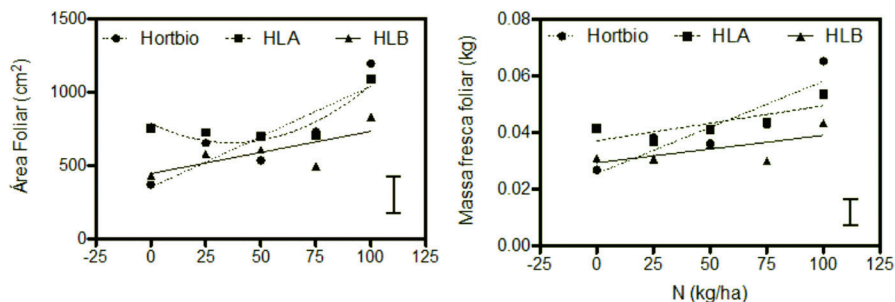 Área Foliar (cm²)
1500
1000
500
0
Hortbio HLA HLB
-25 0 25 50 75 100 125
Massa fresca foliar (kg)
0.08
0.06
0.04
0.02
0.00
Hortbio HLA HLB
-25 0 25 50 75 100 125
N (kg/ha)